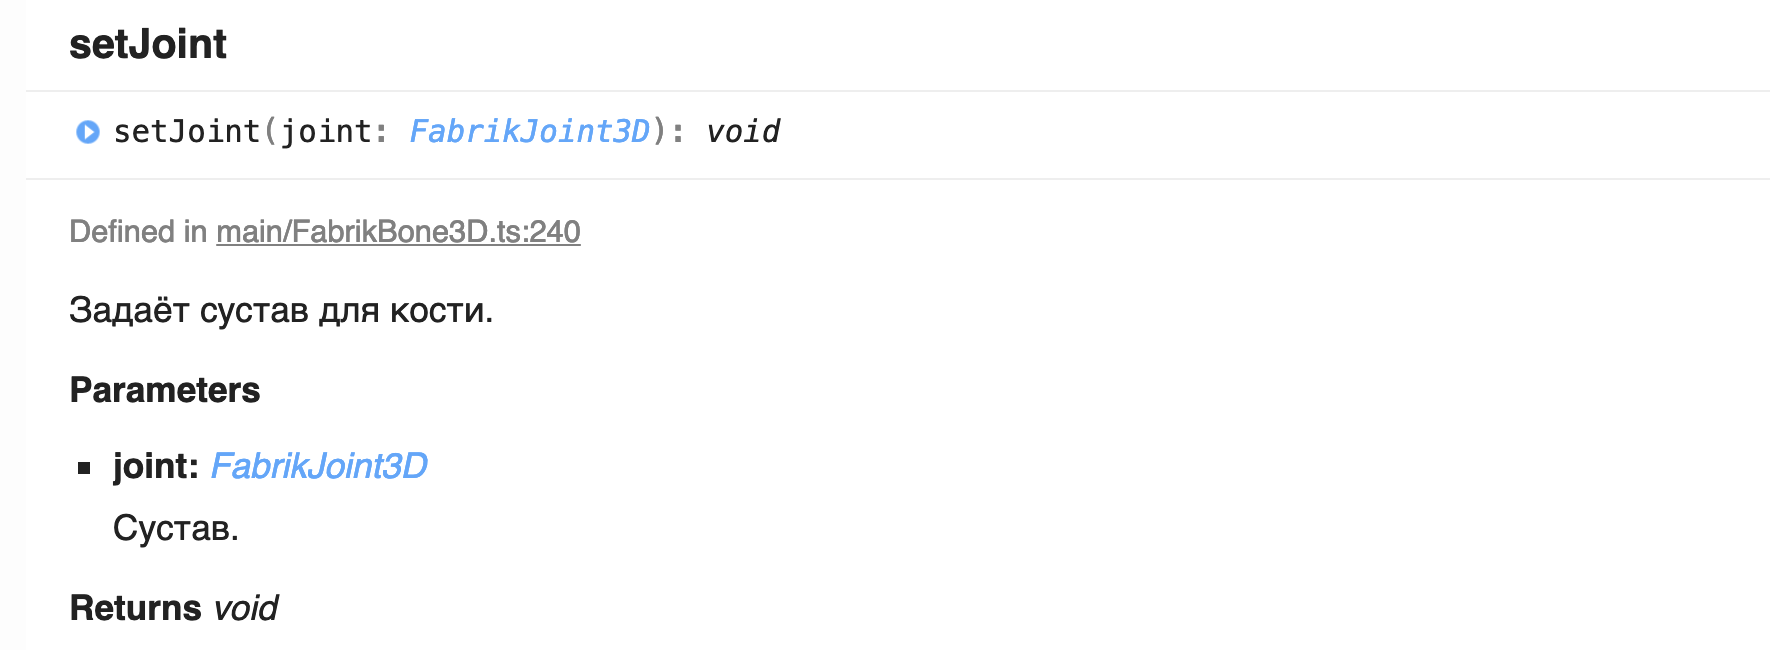 setJoint
setJoint(joint: FabrikJoint3D): void
Defined in main/FabrikBone3D.ts:240
Задаёт сустав для кости.
Parameters
joint: FabrikJoint3D
Сустав.
Returns void